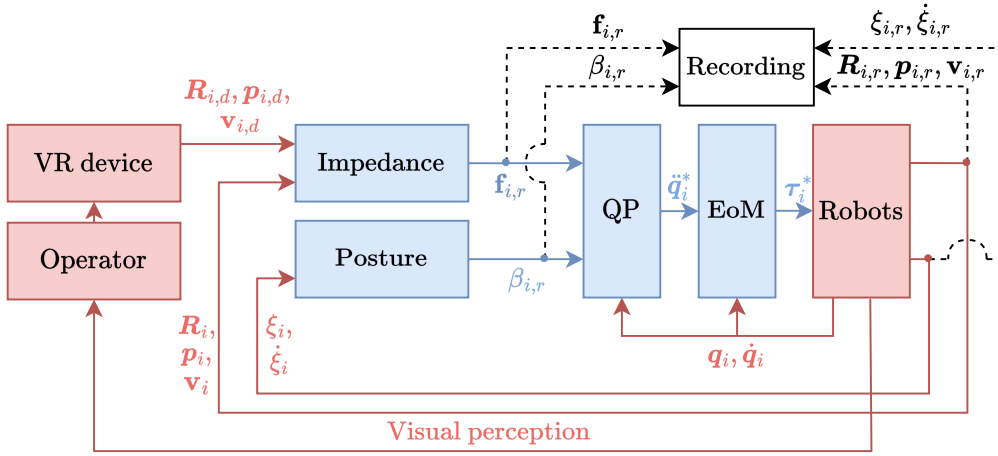 f_{i,r}
ξ_{i,r}, ξ̇_{i,r}
β_{i,r}
Recording
R_{i,r}, p_{i,r}, v_{i,r}
R_{i,d}, p_{i,d},
v_{i,d}
VR device
Impedance
f_{i,r}
QP
q̈_i^*
EoM
τ_i^*
Robots
Operator
Posture
β_{i,r}
R_i,
p_i,
v_i
ξ_i,
ξ̇_i
q_i, q̇_i
Visual perception